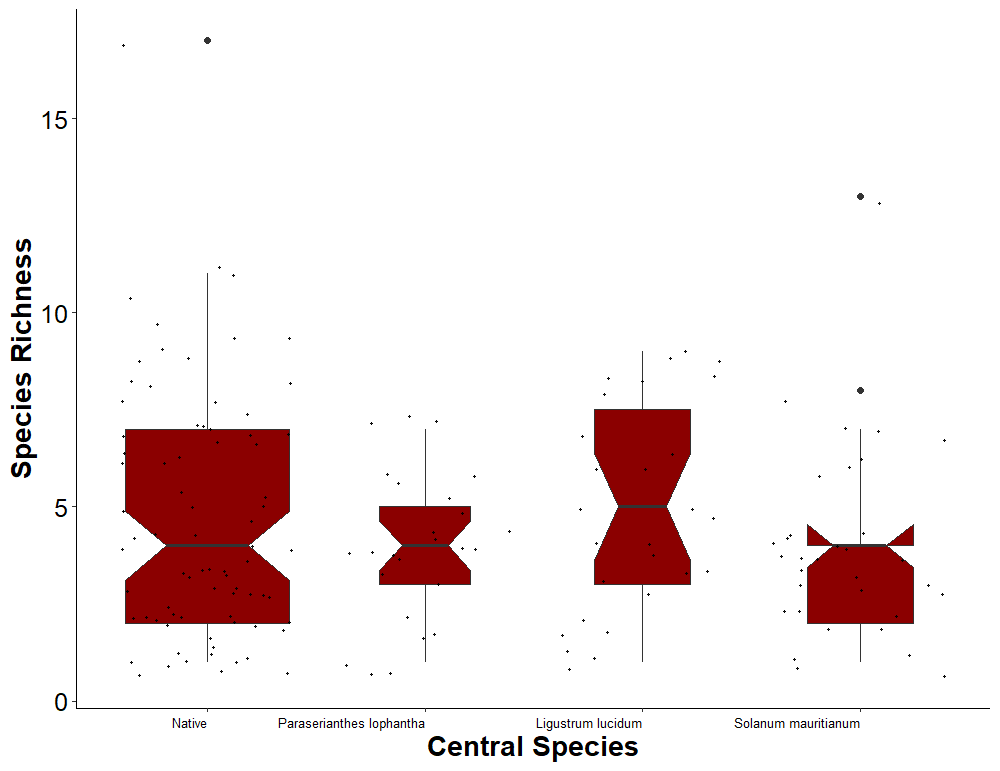 Species Richness
15
10
5
0
Native Paraserianthes lophantha Ligustrum lucidum Solanum mauritianum
Central Species